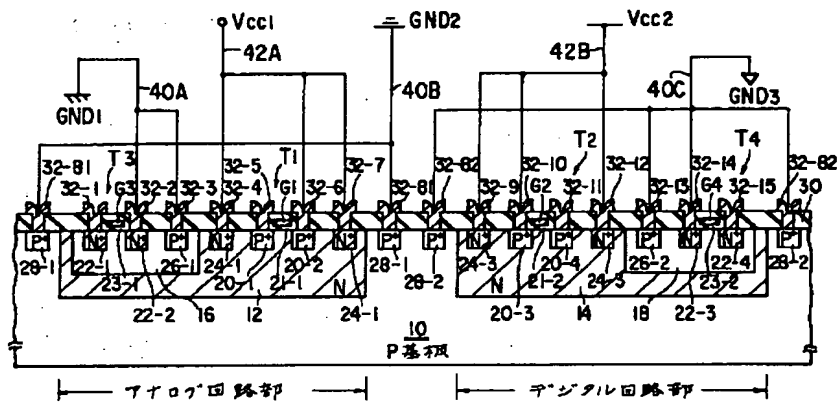 Vcc1 GND2 Vcc2
42A 42B
GND1 40A 40B 40C GND3
T3 T1 T2 T4
32-81 32-5 32-7 32-82 32-10 32-12 32-14 32-82
32-1 G3 32-2 32-3 32-4 G1 32-6 32-81 32-9 G2 32-11 32-13 G4 32-15 30
P N N P N P P N P P N P P N P N N P
28-1 22-1 26-1 24-1 20-2 N 28-1 24-3 20-4 26-2 22-4 28-2
23-1 20-1 21-1 28-2 N 21-2 24-3 23-2
22-2 16 12 24-1 20-3 14 18 22-3
10
P基板
アナログ回路部 デジタル回路部